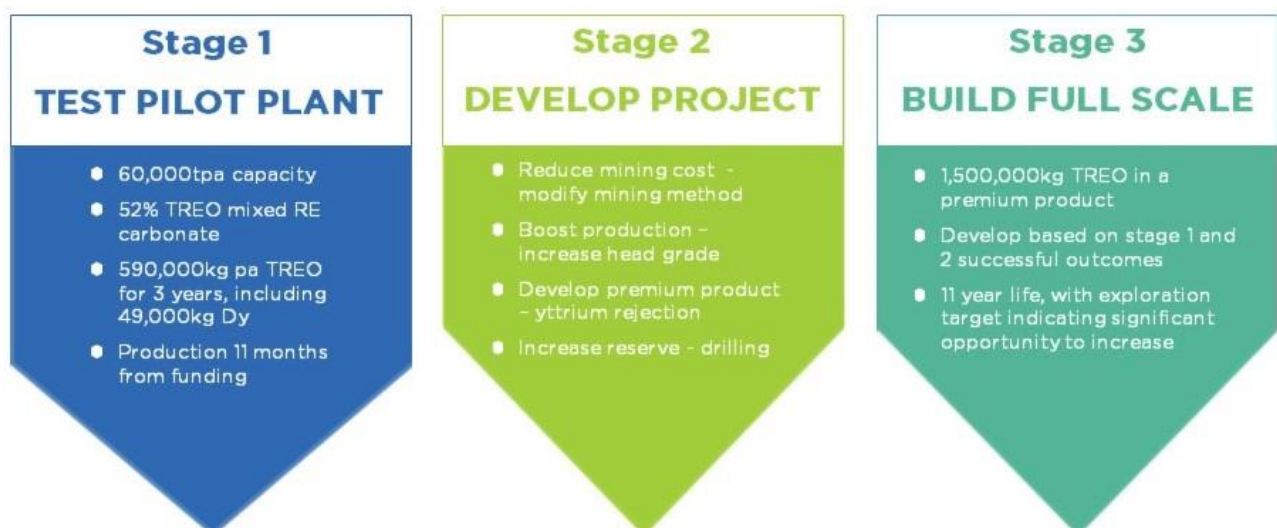 Stage 1
TEST PILOT PLANT
60,000tpa capacity
52% TREO mixed RE
carbonate
590,000kg pa TREO
for 3 years, including
49,000kg Dy
Production 11 months
from funding
Stage 2
DEVELOP PROJECT
Reduce mining cost -
modify mining method
Boost production –
increase head grade
Develop premium product
– yttrium rejection
Increase reserve - drilling
Stage 3
BUILD FULL SCALE
1,500,000kg TREO in a
premium product
Develop based on stage 1 and
2 successful outcomes
11 year life, with exploration
target indicating significant
opportunity to increase